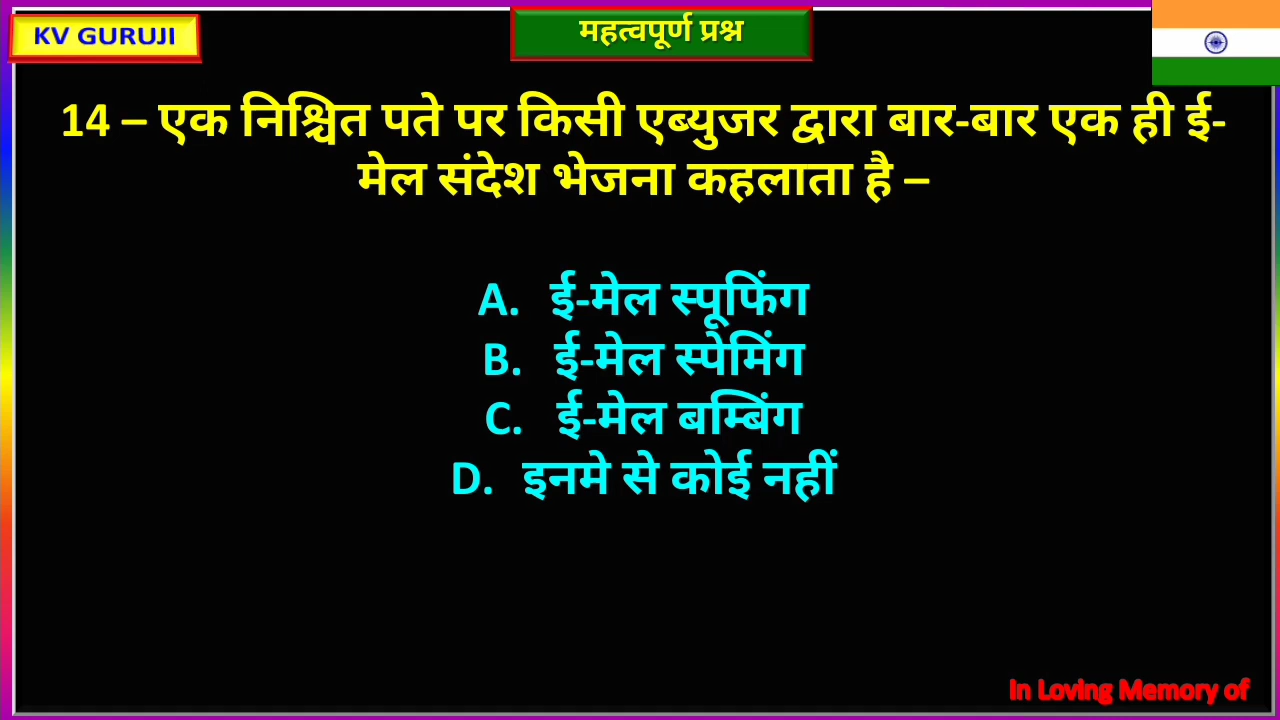 KV GURUJI
महत्वपूर्ण प्रश्न
14 – एक निश्चित पते पर किसी एब्युजर द्वारा बार-बार एक ही ई-
मेल संदेश भेजना कहलाता है –
A. ई-मेल स्पूफिंग
B. ई-मेल स्पेमिंग
C. ई-मेल बम्बिंग
D. इनमे से कोई नहीं
In Loving Memory of